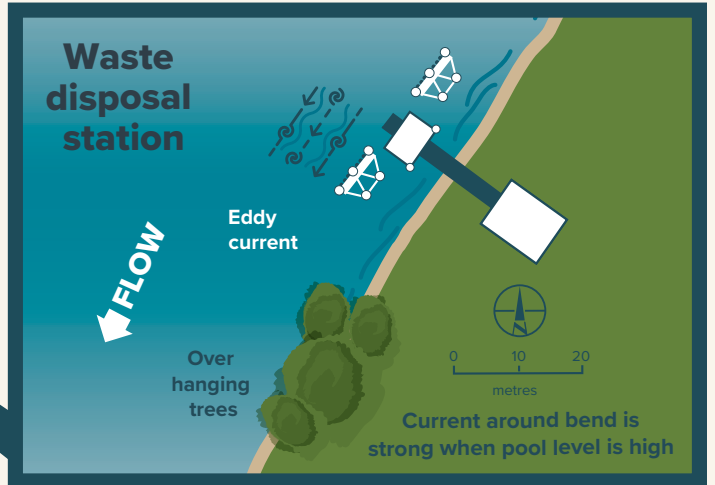 Waste
disposal
station
Eddy
current
FLOW
Over
hanging
trees
0 10 20
metres
Current around bend is
strong when pool level is high